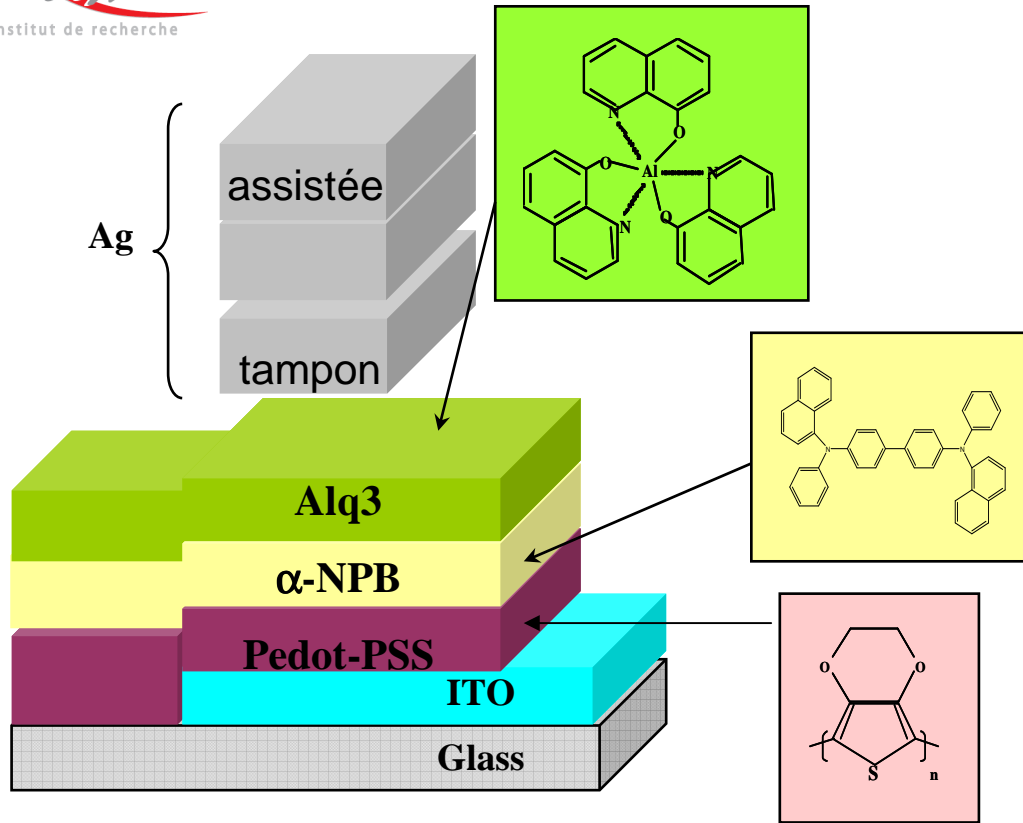 nstitut de recherche
assistée
Ag
tampon
Alq3
α-NPB
Pedot-PSS
ITO
Glass
N
O
O
Al
N
N
O
N
N
O
O
S
n